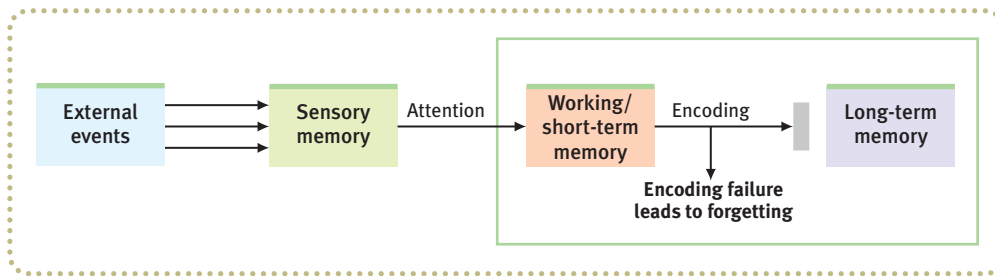 External
events
Sensory
memory
Attention
Working/
short-term
memory
Encoding
Long-term
memory
Encoding failure
leads to forgetting